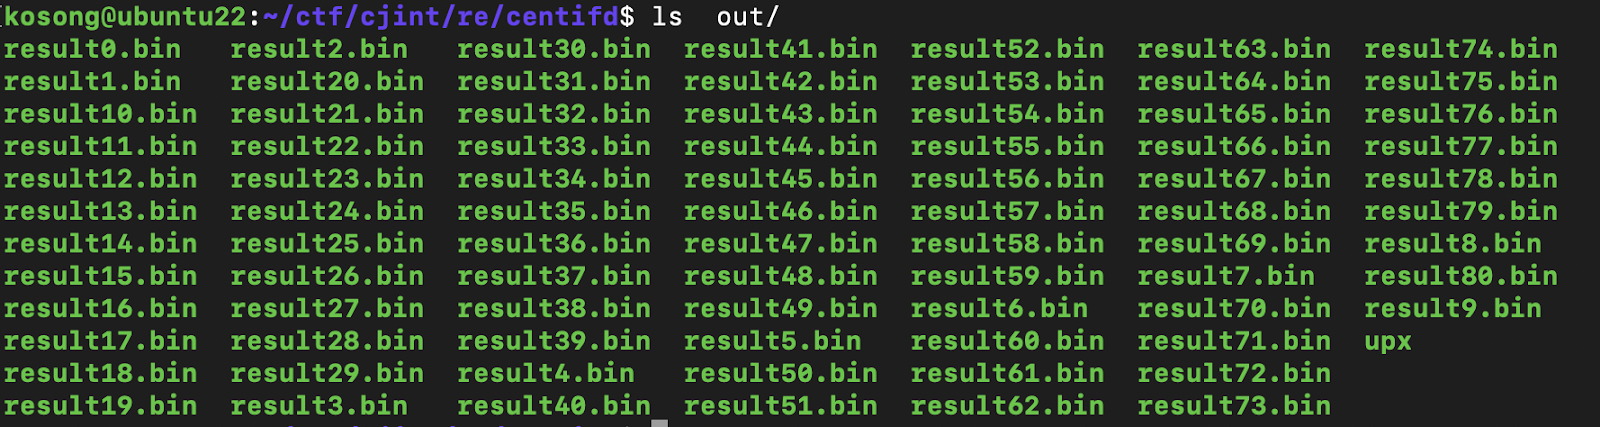 kosong@ubuntu22:~/ctf/cjint/re/centifd$ ls  out/
result0.bin   result2.bin   result30.bin  result41.bin  result52.bin  result63.bin  result74.bin
result1.bin   result20.bin  result31.bin  result42.bin  result53.bin  result64.bin  result75.bin
result10.bin  result21.bin  result32.bin  result43.bin  result54.bin  result65.bin  result76.bin
result11.bin  result22.bin  result33.bin  result44.bin  result55.bin  result66.bin  result77.bin
result12.bin  result23.bin  result34.bin  result45.bin  result56.bin  result67.bin  result78.bin
result13.bin  result24.bin  result35.bin  result46.bin  result57.bin  result68.bin  result79.bin
result14.bin  result25.bin  result36.bin  result47.bin  result58.bin  result69.bin  result8.bin
result15.bin  result26.bin  result37.bin  result48.bin  result59.bin  result7.bin   result80.bin
result16.bin  result27.bin  result38.bin  result49.bin  result6.bin   result70.bin  result9.bin
result17.bin  result28.bin  result39.bin  result5.bin   result60.bin  result71.bin  upx
result18.bin  result29.bin  result4.bin   result50.bin  result61.bin  result72.bin
result19.bin  result3.bin   result40.bin  result51.bin  result62.bin  result73.bin